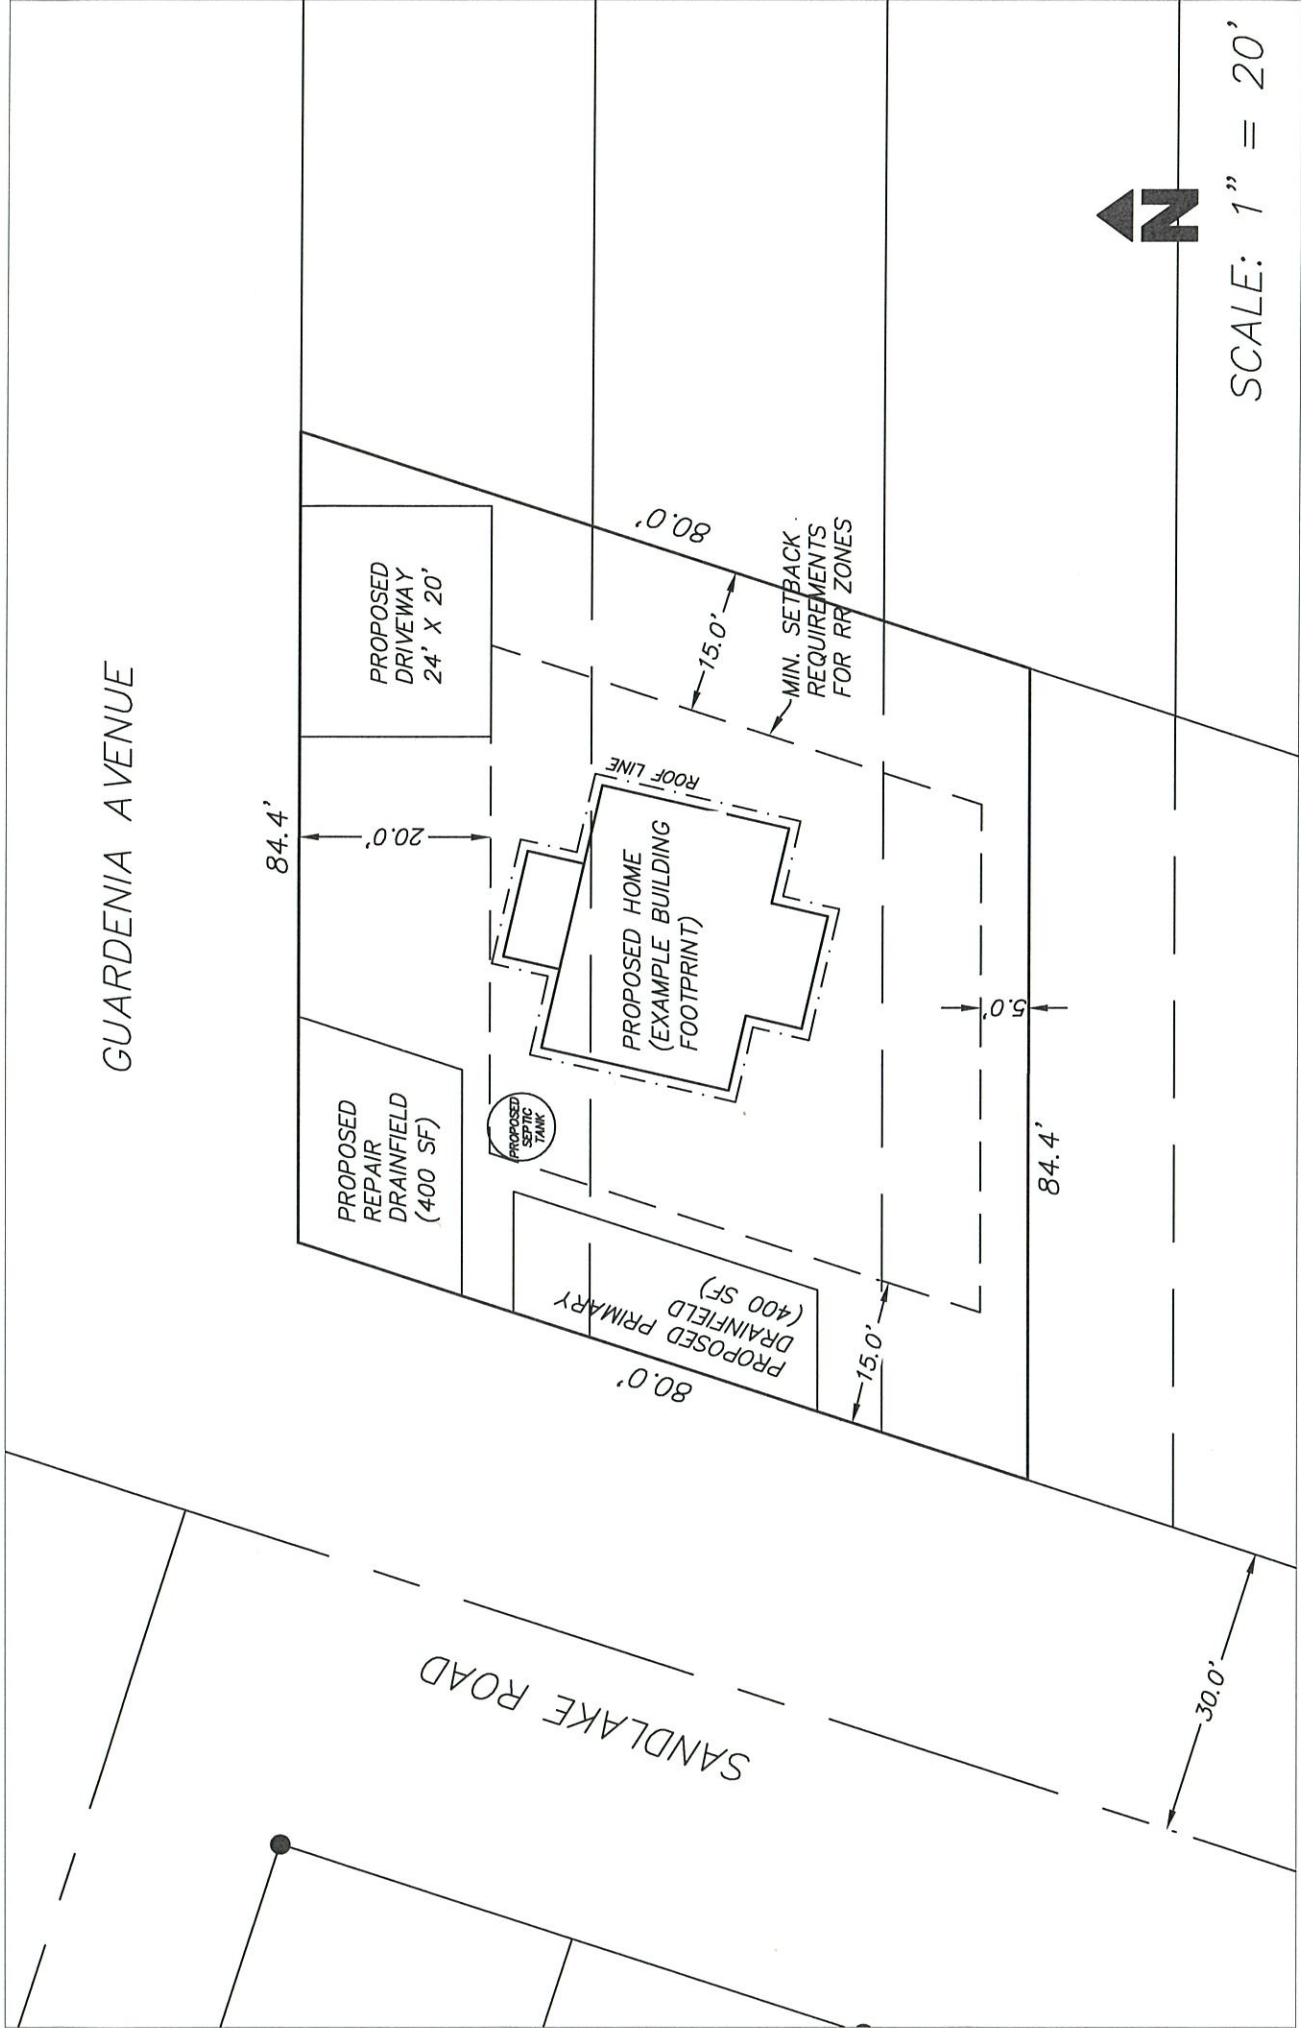 GUARDENIA AVENUE
84.4'
PROPOSED
DRIVEWAY
24' X 20'
20.0'
PROPOSED
REPAIR
DRAINFIELD
(400 SF)
PROPOSED
SEPTIC
TANK
ROOF LINE
PROPOSED HOME
(EXAMPLE BUILDING
FOOTPRINT)
80.0'
15.0'
MIN. SETBACK
REQUIREMENTS
FOR RR ZONES
PROPOSED PRIMARY
DRAINFIELD
(400 SF)
80.0'
15.0'
5.0'
84.4'
SANDLAKE ROAD
30.0'
N
SCALE: 1" = 20'